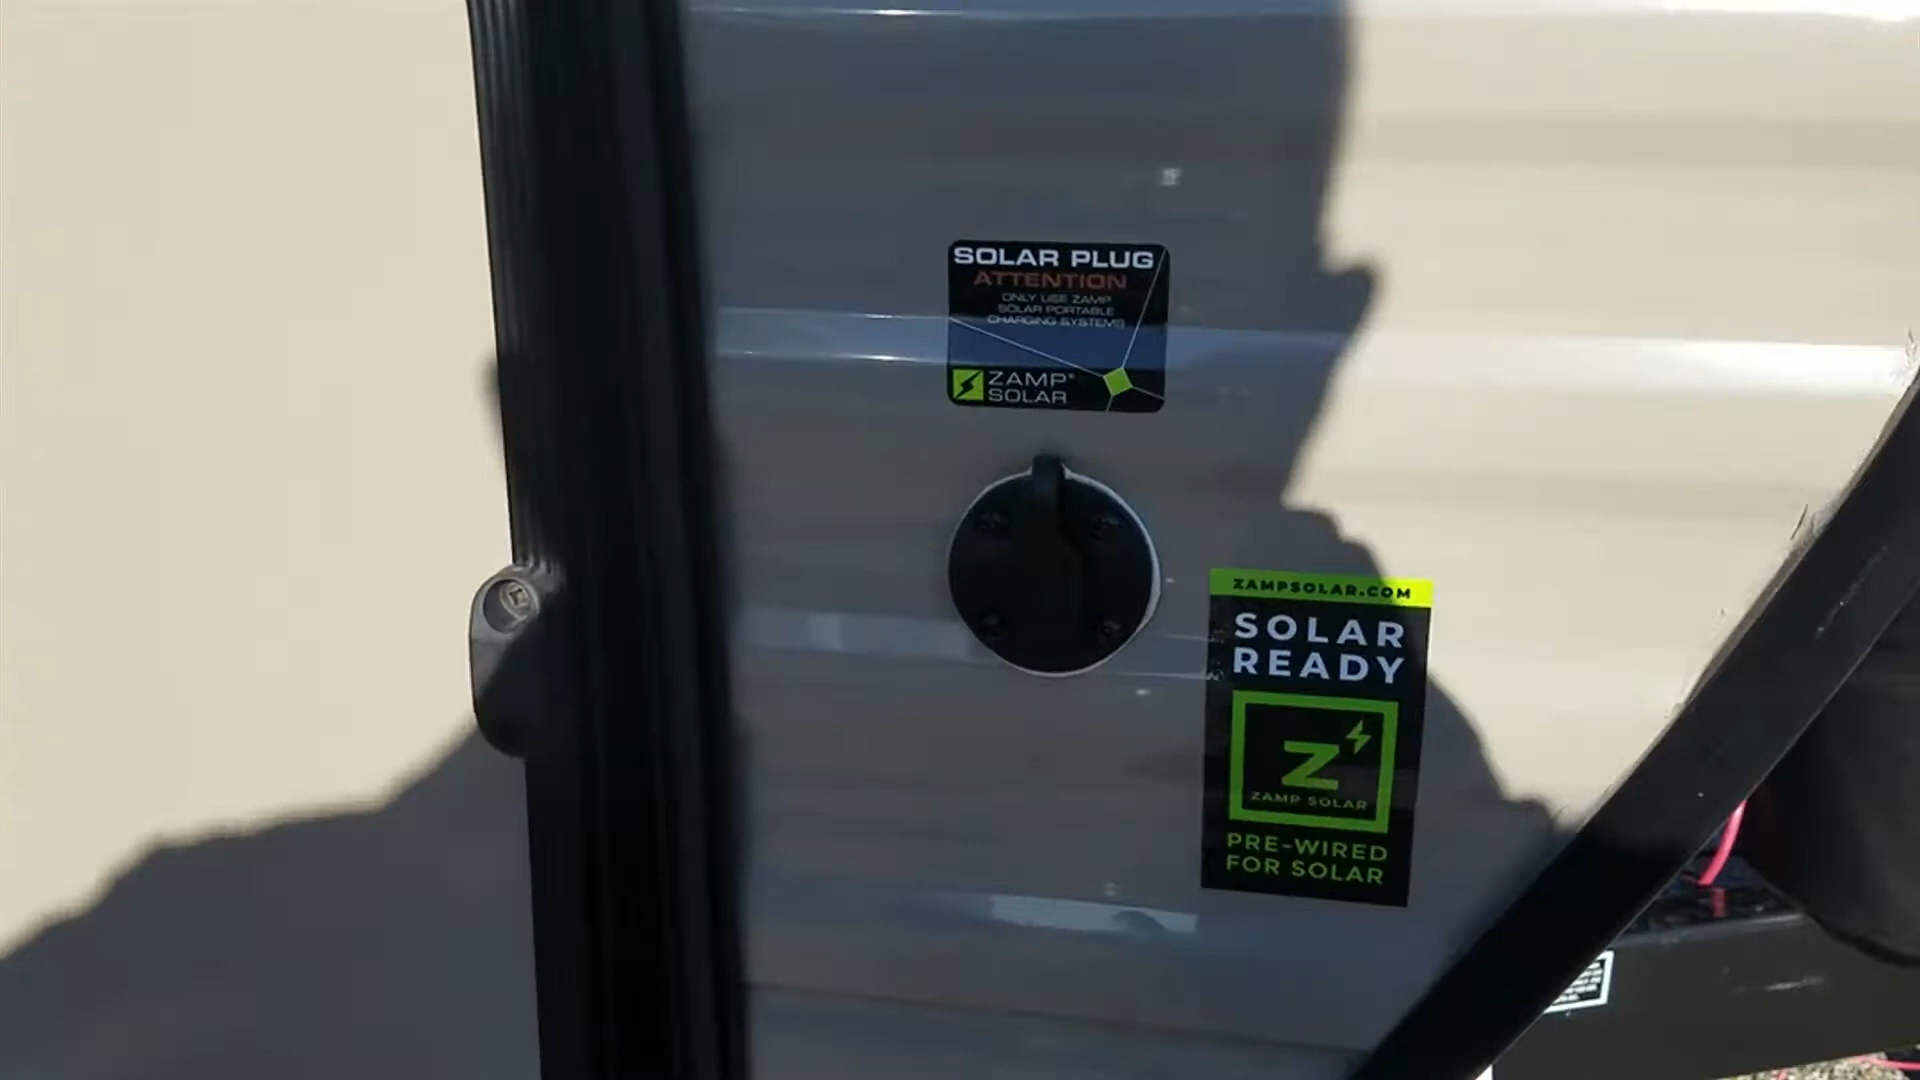 SOLAR PLUG
ATTENTION
ONLY USE ZAMP
SOLAR PORTABLE
CHARGING SYSTEMS
ZAMP®
SOLAR
ZAMPSOLAR.COM
SOLAR
READY
Z
ZAMP SOLAR
PRE-WIRED
FOR SOLAR